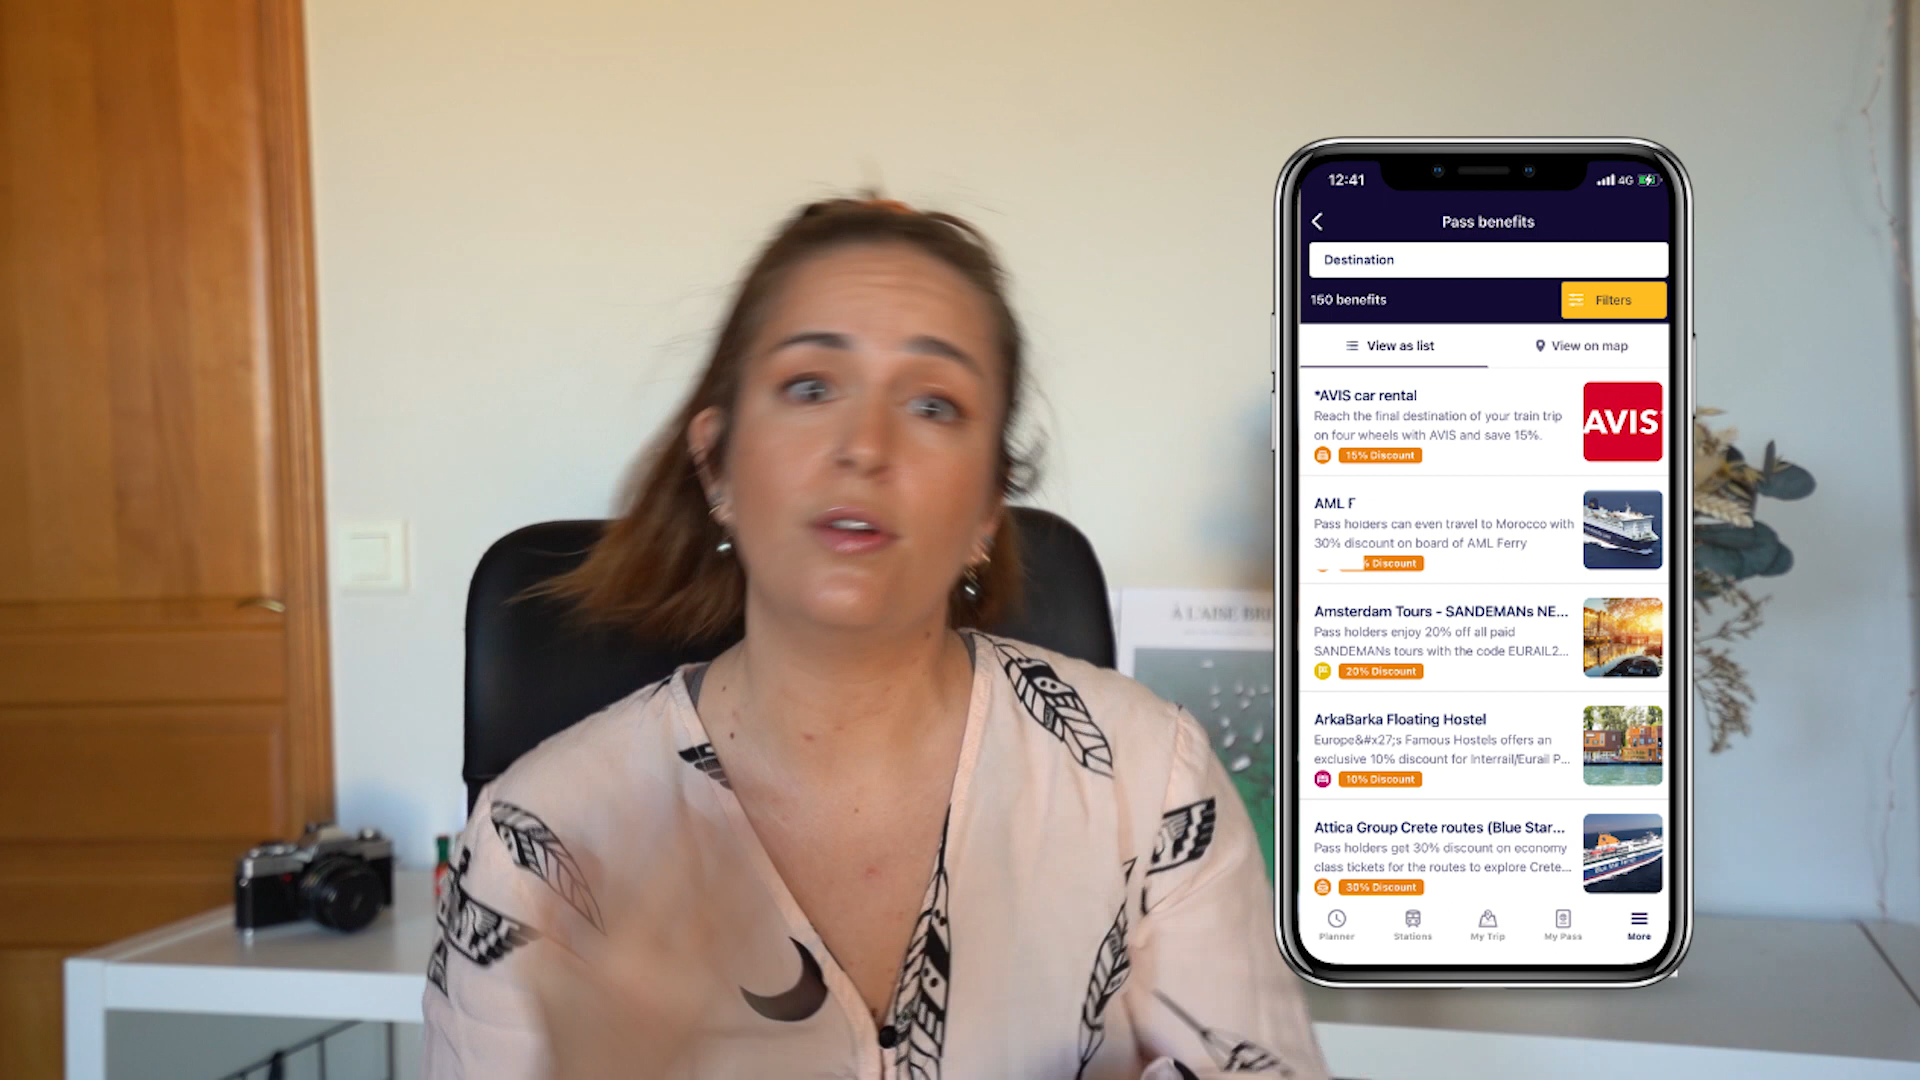 À L'AISE
12:41
4G
Pass benefits
Destination
150 benefits
Filters
View as list
View on map
*AVIS car rental
Reach the final destination of your train trip
on four wheels with AVIS and save 15%.
15% Discount
AVIS
AML F
Pass holders can even travel to Morocco with
30% discount on board of AML Ferry
% Discount
Amsterdam Tours - SANDEMANs NE...
Pass holders enjoy 20% off all paid
SANDEMANs tours with the code EURAIL2...
20% Discount
ArkaBarka Floating Hostel
Europe&#x27;s Famous Hostels offers an
exclusive 10% discount for Interrail/Eurail P...
10% Discount
Attica Group Crete routes (Blue Star...
Pass holders get 30% discount on economy
class tickets for the routes to explore Crete...
30% Discount
Planner
Stations
My Trip
My Pass
More